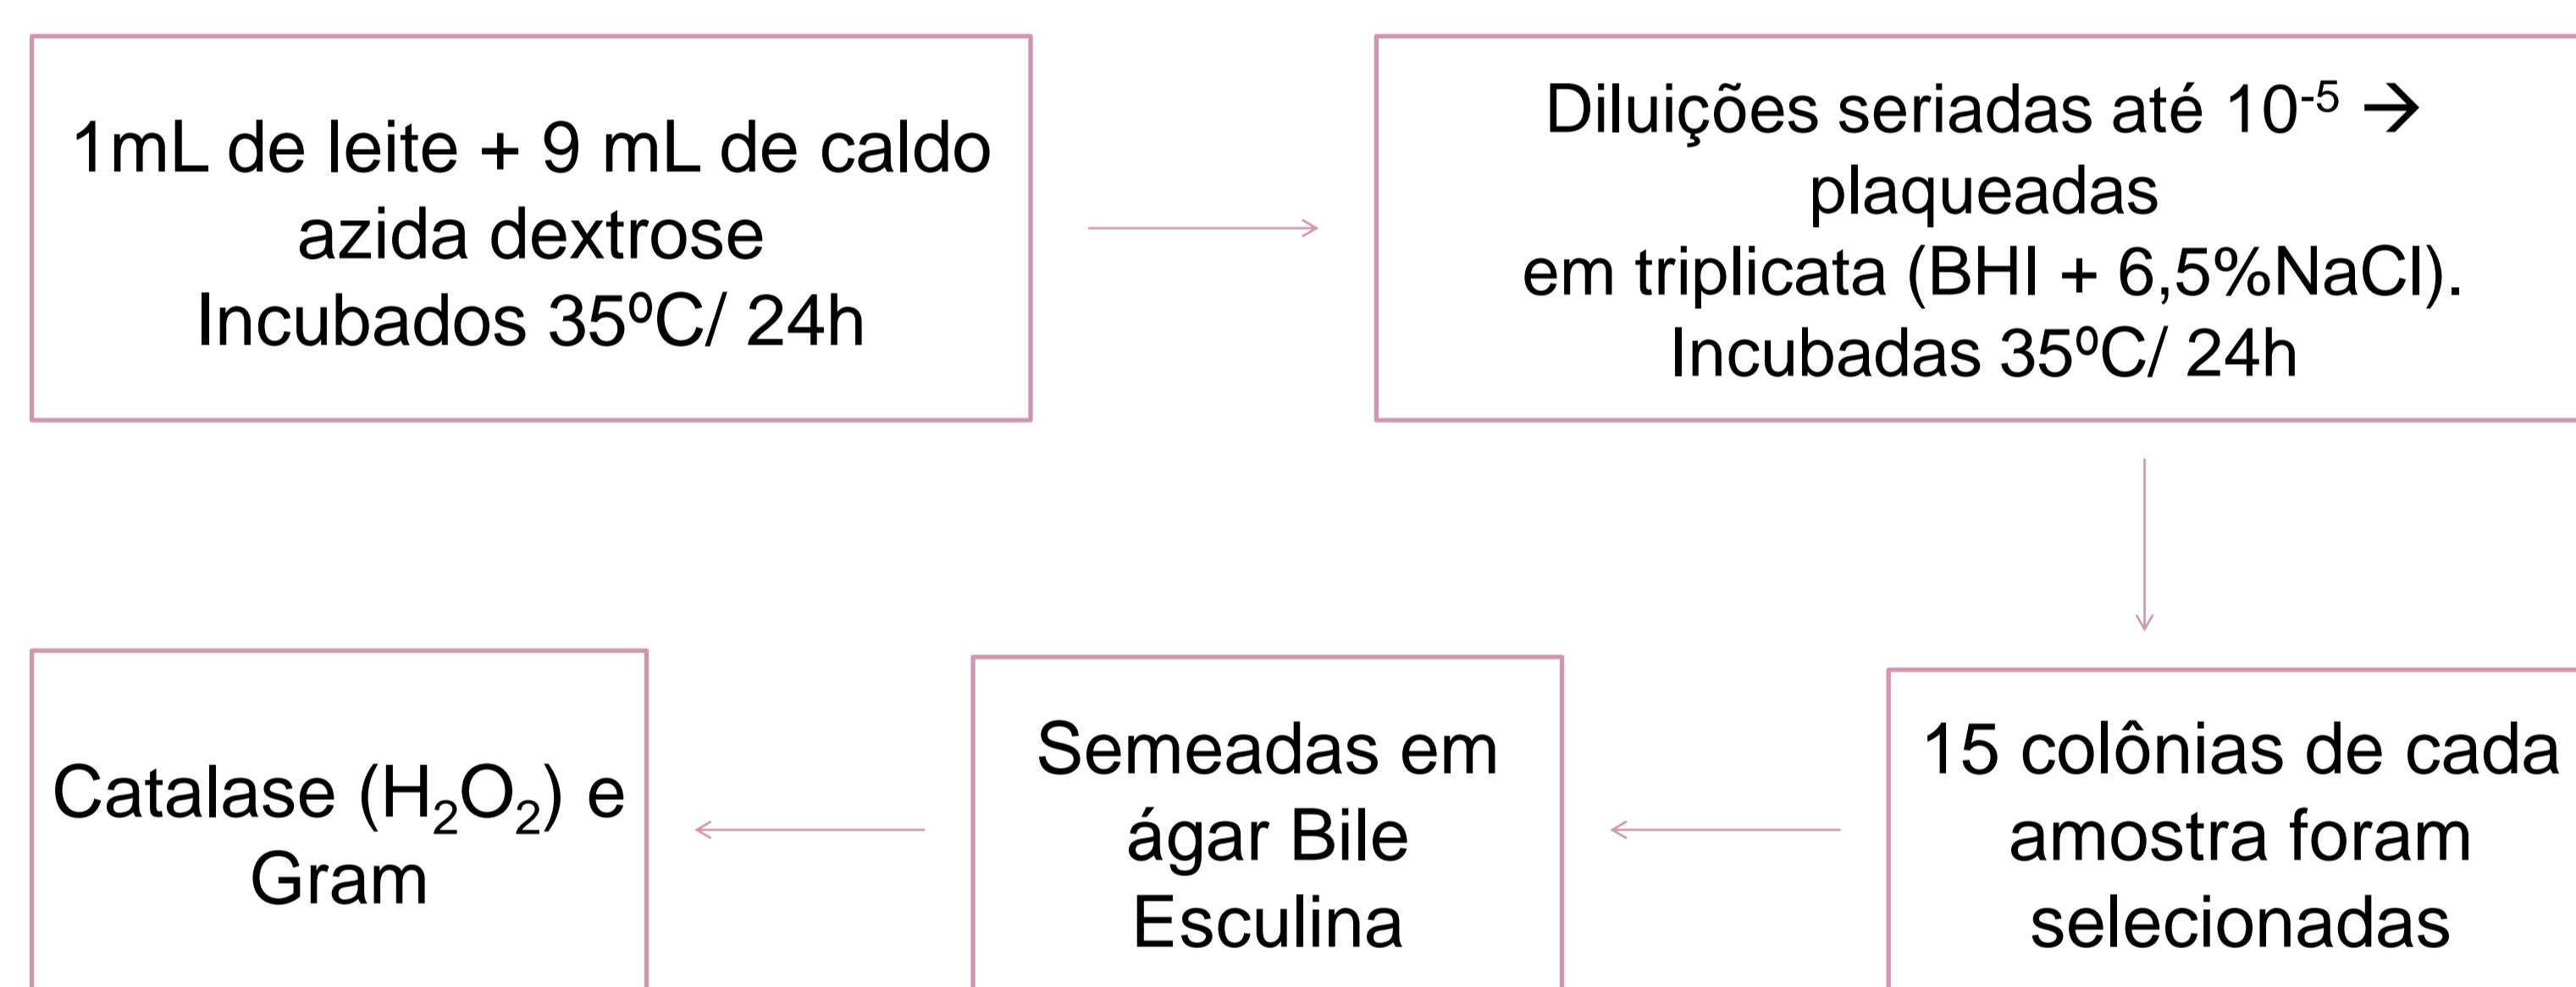 1mL de leite + 9 mL de caldo
azida dextrose
Incubados 35ºC/ 24h
Diluições seriadas até 10⁻⁵ →
plaqueadas
em triplicata (BHI + 6,5%NaCl).
Incubadas 35ºC/ 24h
15 colônias de cada
amostra foram
selecionadas
Semeadas em
ágar Bile
Esculina
Catalase (H₂O₂) e
Gram